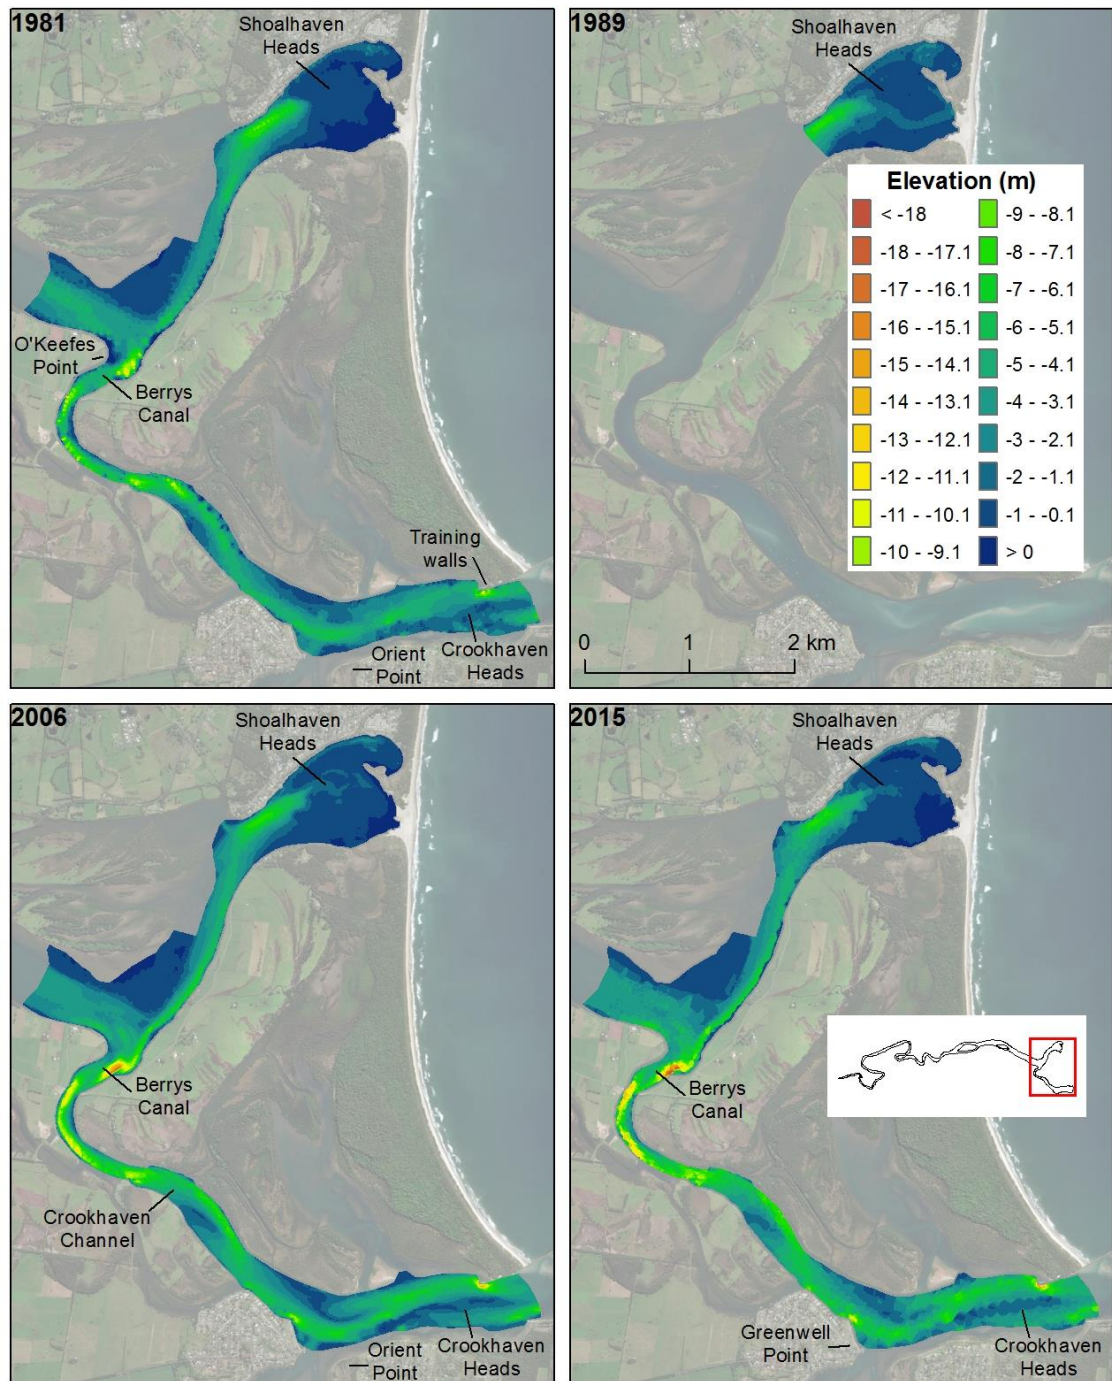 1981
Shoalhaven
Heads
O'Keefes
Point
Berrys
Canal
Training
walls
Orient
Point
Crookhaven
Heads
1989
Shoalhaven
Heads
Elevation (m)
< -18
-18 - -17.1
-17 - -16.1
-16 - -15.1
-15 - -14.1
-14 - -13.1
-13 - -12.1
-12 - -11.1
-11 - -10.1
-10 - -9.1
-9 - -8.1
-8 - -7.1
-7 - -6.1
-6 - -5.1
-5 - -4.1
-4 - -3.1
-3 - -2.1
-2 - -1.1
-1 - -0.1
> 0
0 1 2 km
2006
Shoalhaven
Heads
Berrys
Canal
Crookhaven
Channel
Orient
Point
Crookhaven
Heads
2015
Shoalhaven
Heads
Berrys
Canal
Greenwell
Point
Crookhaven
Heads